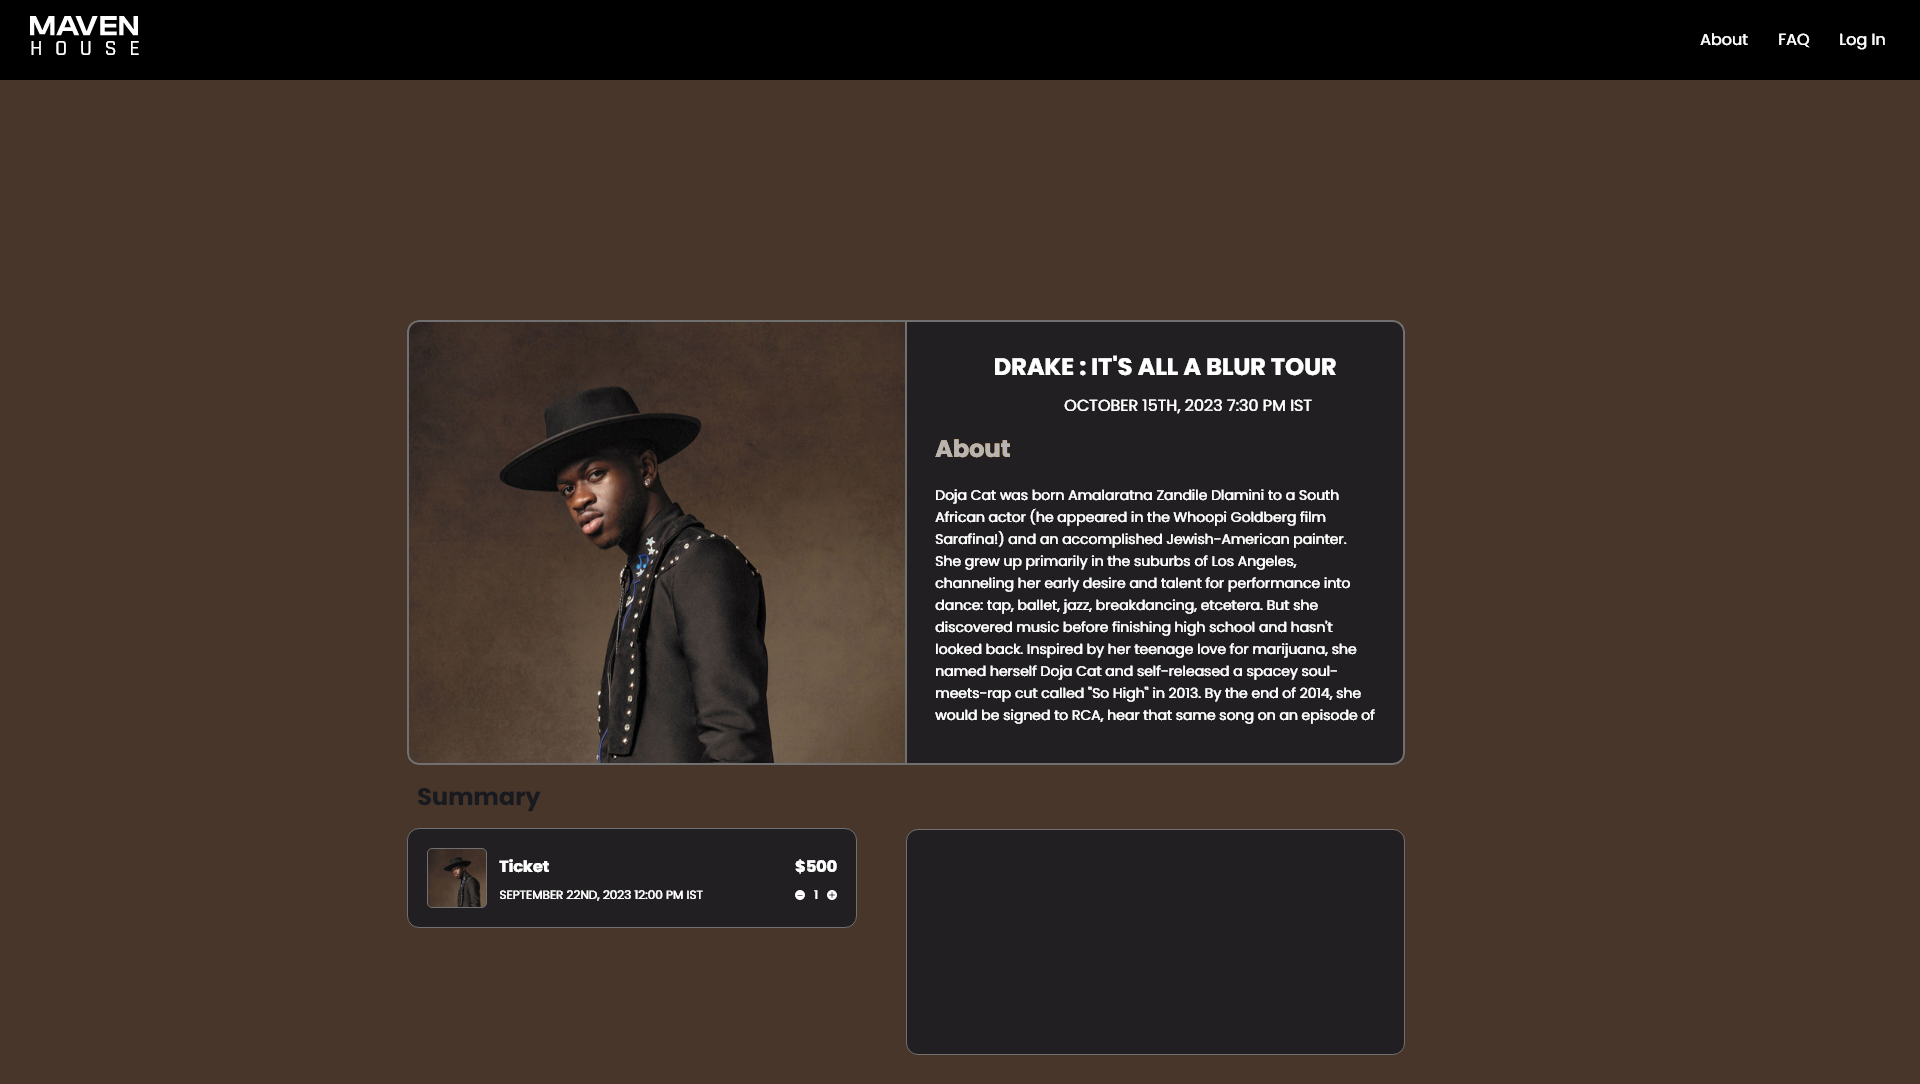 MAVEN
HOUSE
About FAQ Log In
DRAKE : IT'S ALL A BLUR TOUR
OCTOBER 15TH, 2023 7:30 PM IST
About
Doja Cat was born Amalaratna Zandile Dlamini to a South
African actor (he appeared in the Whoopi Goldberg film
Sarafina!) and an accomplished Jewish-American painter.
She grew up primarily in the suburbs of Los Angeles,
channeling her early desire and talent for performance into
dance: tap, ballet, jazz, breakdancing, etcetera. But she
discovered music before finishing high school and hasn't
looked back. Inspired by her teenage love for marijuana, she
named herself Doja Cat and self-released a spacey soul-
meets-rap cut called "So High" in 2013. By the end of 2014, she
would be signed to RCA, hear that same song on an episode of
Summary
Ticket $500
SEPTEMBER 22ND, 2023 12:00 PM IST 1